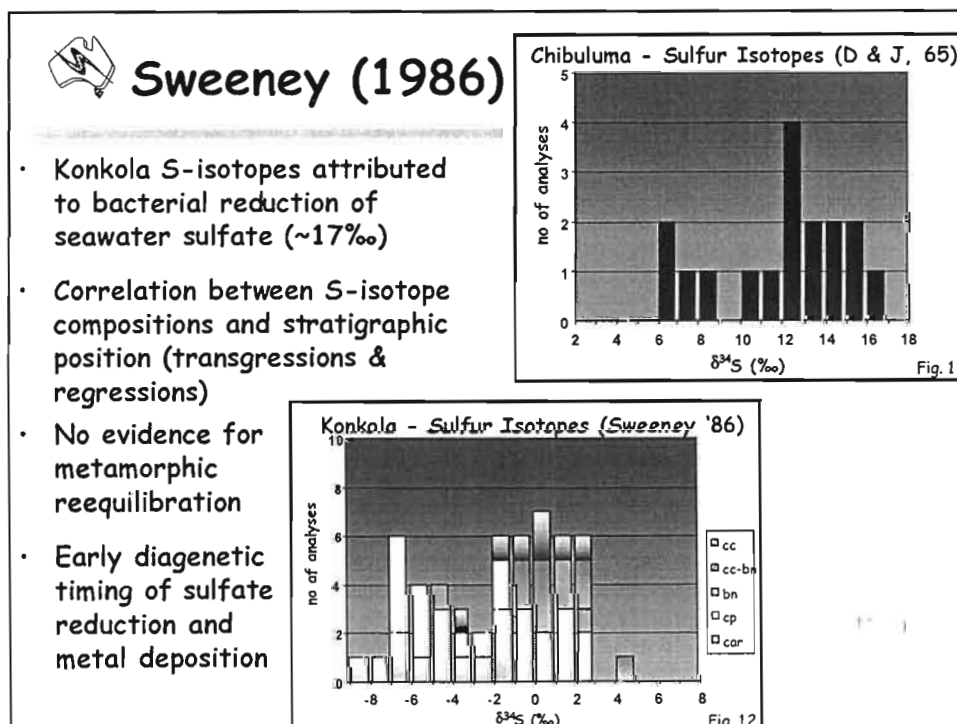 Sweeney (1986)
· Konkola S-isotopes attributed
to bacterial reduction of
seawater sulfate (~17‰)
· Correlation between S-isotope
compositions and stratigraphic
position (transgressions &
regressions)
· No evidence for
metamorphic
reequilibration
· Early diagenetic
timing of sulfate
reduction and
metal deposition
Chibuluma - Sulfur Isotopes (D & J, 65)
no of analyses
5
4
3
2
1
0
2 4 6 8 10 12 14 16 18
δ³⁴S (‰)
Fig. 1
Konkola - Sulfur Isotopes (Sweeney '86)
no of analyses
10
8
6
4
2
0
-8 -6 -4 -2 0 2 4 6 8
δ³⁴S (‰)
Fig. 12
cc
cc-bn
bn
cp
car